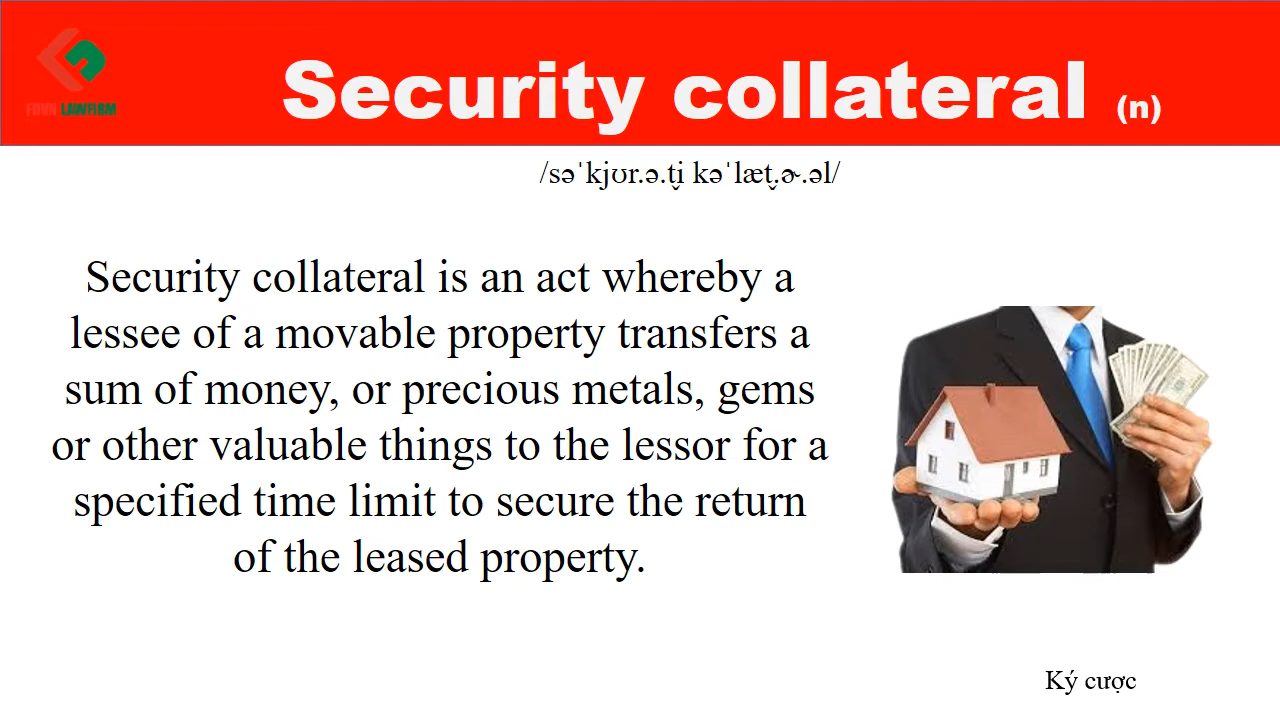 FDVN LAWFIRM
Security collateral (n)
/səˈkjʊr.ə.t̬i kəˈlæt̬.ɚ.əl/
Security collateral is an act whereby a
lessee of a movable property transfers a
sum of money, or precious metals, gems
or other valuable things to the lessor for a
specified time limit to secure the return
of the leased property.
Ký cược